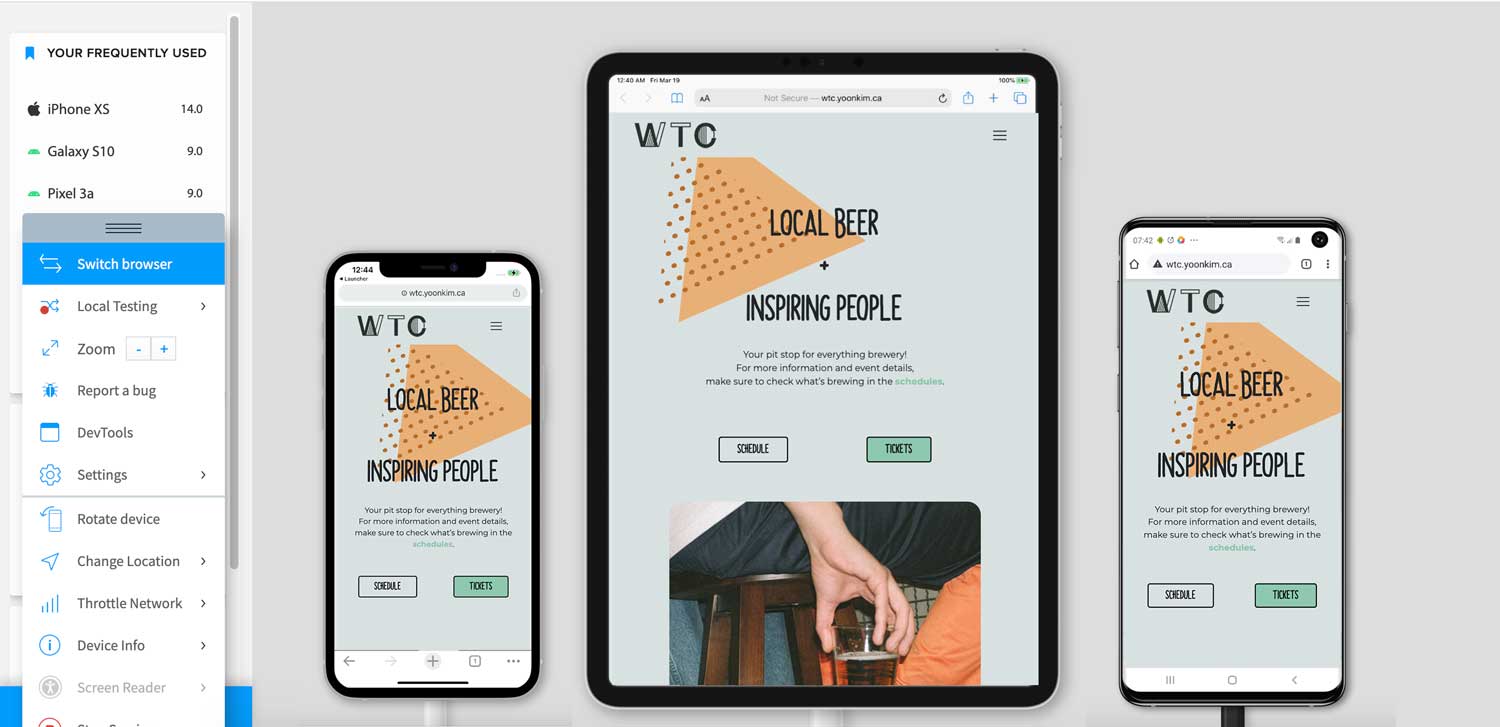 YOUR FREQUENTLY USED
iPhone XS 14.0
Galaxy S10 9.0
Pixel 3a 9.0
Switch browser
Local Testing
Zoom - +
Report a bug
DevTools
Settings
Rotate device
Change Location
Throttle Network
Device Info
Screen Reader
12:44
Launcher
wtc.yoonkim.ca
WTC
LOCAL BEER
+
INSPIRING PEOPLE
Your pit stop for everything brewery!
For more information and event details,
make sure to check what's brewing in the
schedules.
SCHEDULE
TICKETS
1
12:40 AM Fri Mar 19
100%
AA Not Secure — wtc.yoonkim.ca
WTC
LOCAL BEER
+
INSPIRING PEOPLE
Your pit stop for everything brewery!
For more information and event details,
make sure to check what's brewing in the schedules.
SCHEDULE
TICKETS
07:42
wtc.yoonkim.ca
1
WTC
LOCAL BEER
+
INSPIRING PEOPLE
Your pit stop for everything brewery!
For more information and event details,
make sure to check what's brewing in the
schedules.
SCHEDULE
TICKETS